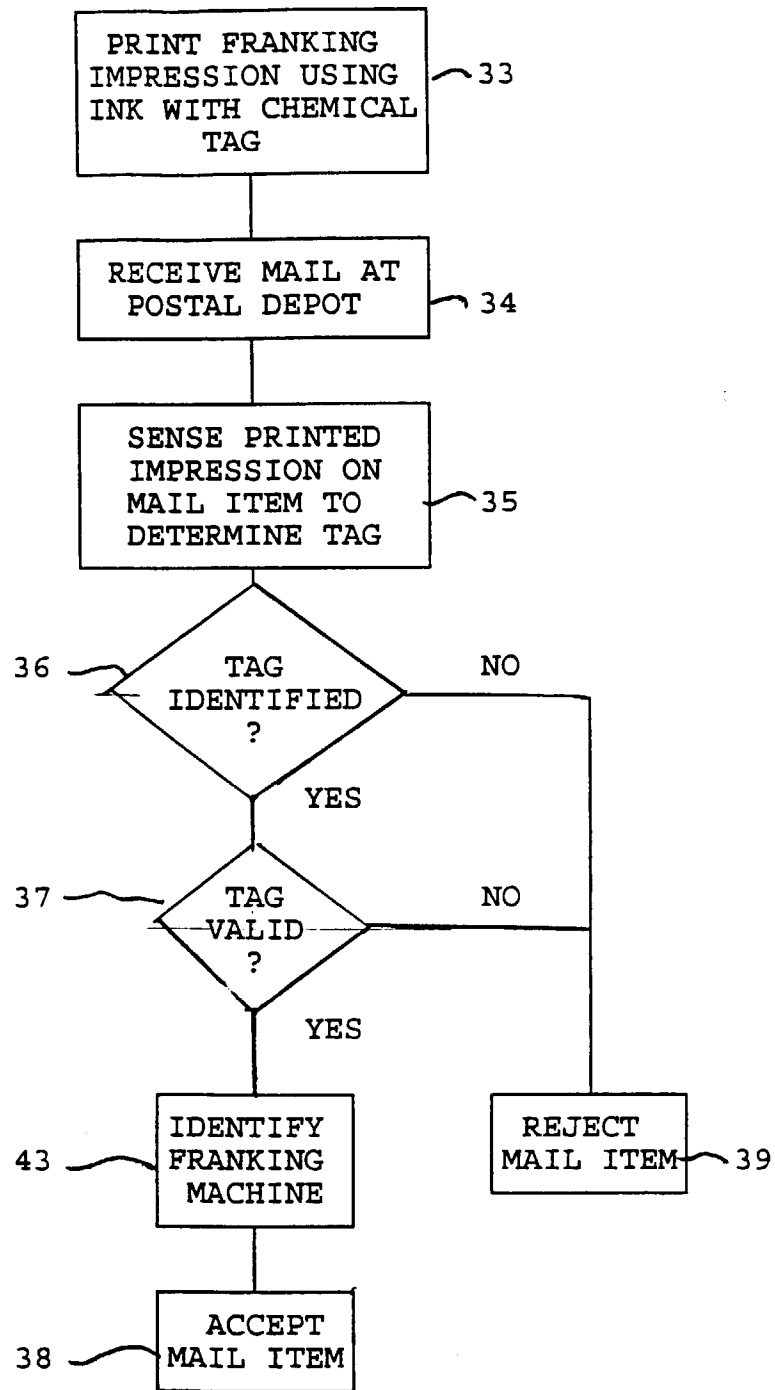 PRINT FRANKING
IMPRESSION USING
INK WITH CHEMICAL
TAG
33
RECEIVE MAIL AT
POSTAL DEPOT
34
SENSE PRINTED
IMPRESSION ON
MAIL ITEM TO
DETERMINE TAG
35
36
TAG
IDENTIFIED
?
NO
YES
37
TAG
VALID
?
NO
YES
43
IDENTIFY
FRANKING
MACHINE
REJECT
MAIL ITEM
39
38
ACCEPT
MAIL ITEM